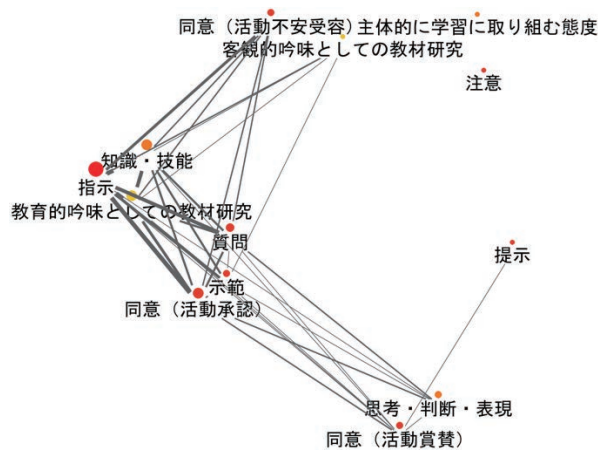 同意（活動不安受容）主体的に学習に取り組む態度
客観的吟味としての教材研究
注意
知識・技能
指示
教育的吟味としての教材研究
質問
提示
示範
同意（活動承認）
思考・判断・表現
同意（活動賞賛）